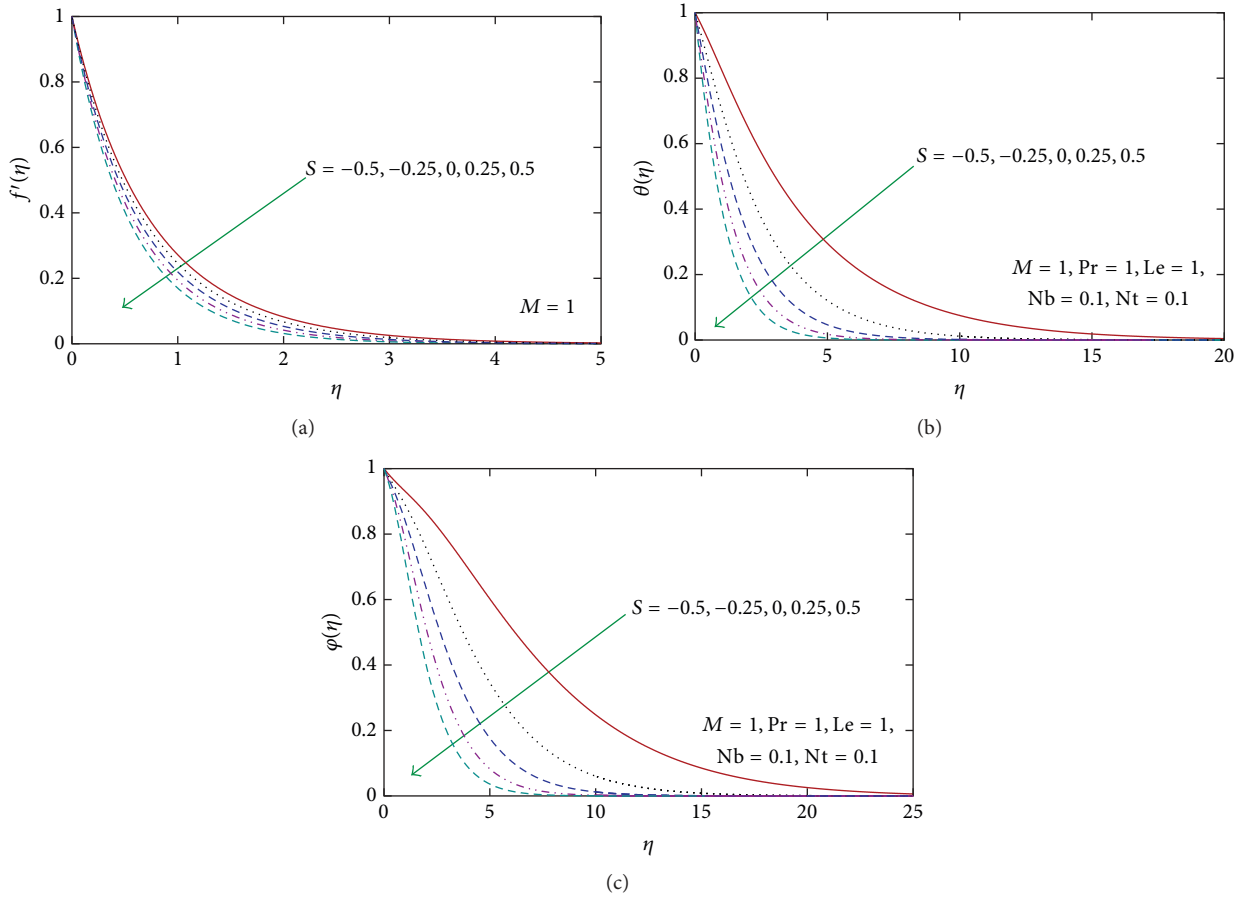 1
0.8
0.6
0.4
0.2
0
f′(η)
S = −0.5, −0.25, 0, 0.25, 0.5
M = 1
0 1 2 3 4 5
η
(a)
1
0.8
0.6
0.4
0.2
0
θ(η)
S = −0.5, −0.25, 0, 0.25, 0.5
M = 1, Pr = 1, Le = 1,
Nb = 0.1, Nt = 0.1
0 5 10 15 20
η
(b)
1
0.8
0.6
0.4
0.2
0
φ(η)
S = −0.5, −0.25, 0, 0.25, 0.5
M = 1, Pr = 1, Le = 1,
Nb = 0.1, Nt = 0.1
0 5 10 15 20 25
η
(c)